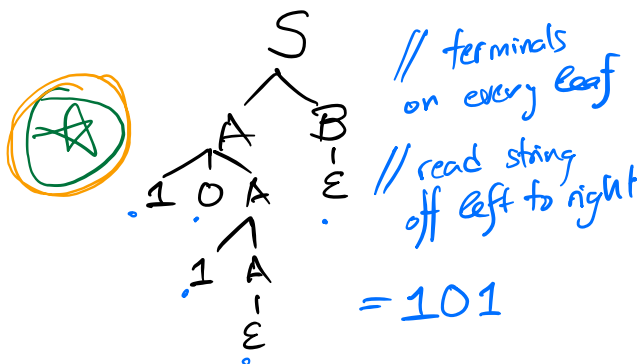 S
// terminals
on every leaf
A B
1 0 A ε
// read string
off left to right
1 A
ε
= 101